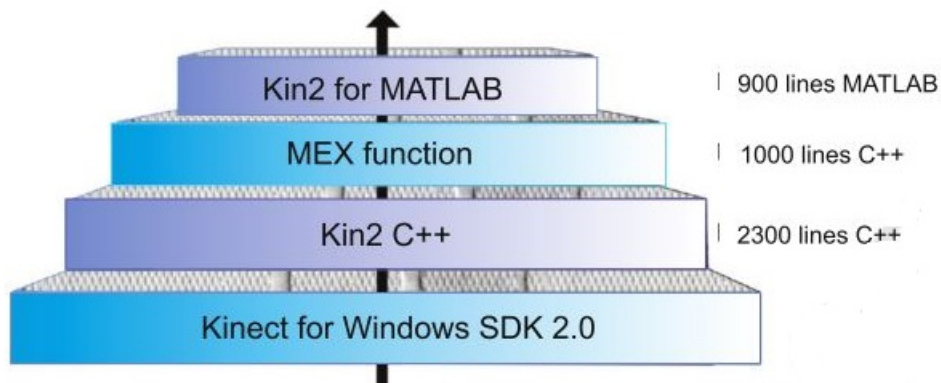 Kin2 for MATLAB
900 lines MATLAB
MEX function
1000 lines C++
Kin2 C++
2300 lines C++
Kinect for Windows SDK 2.0